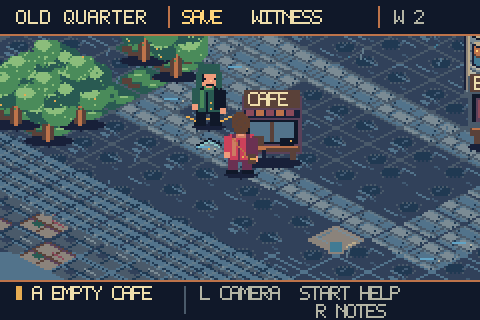 OLD QUARTER SAVE WITNESS W 2
CAFE
A EMPTY CAFE L CAMERA START HELP
R NOTES